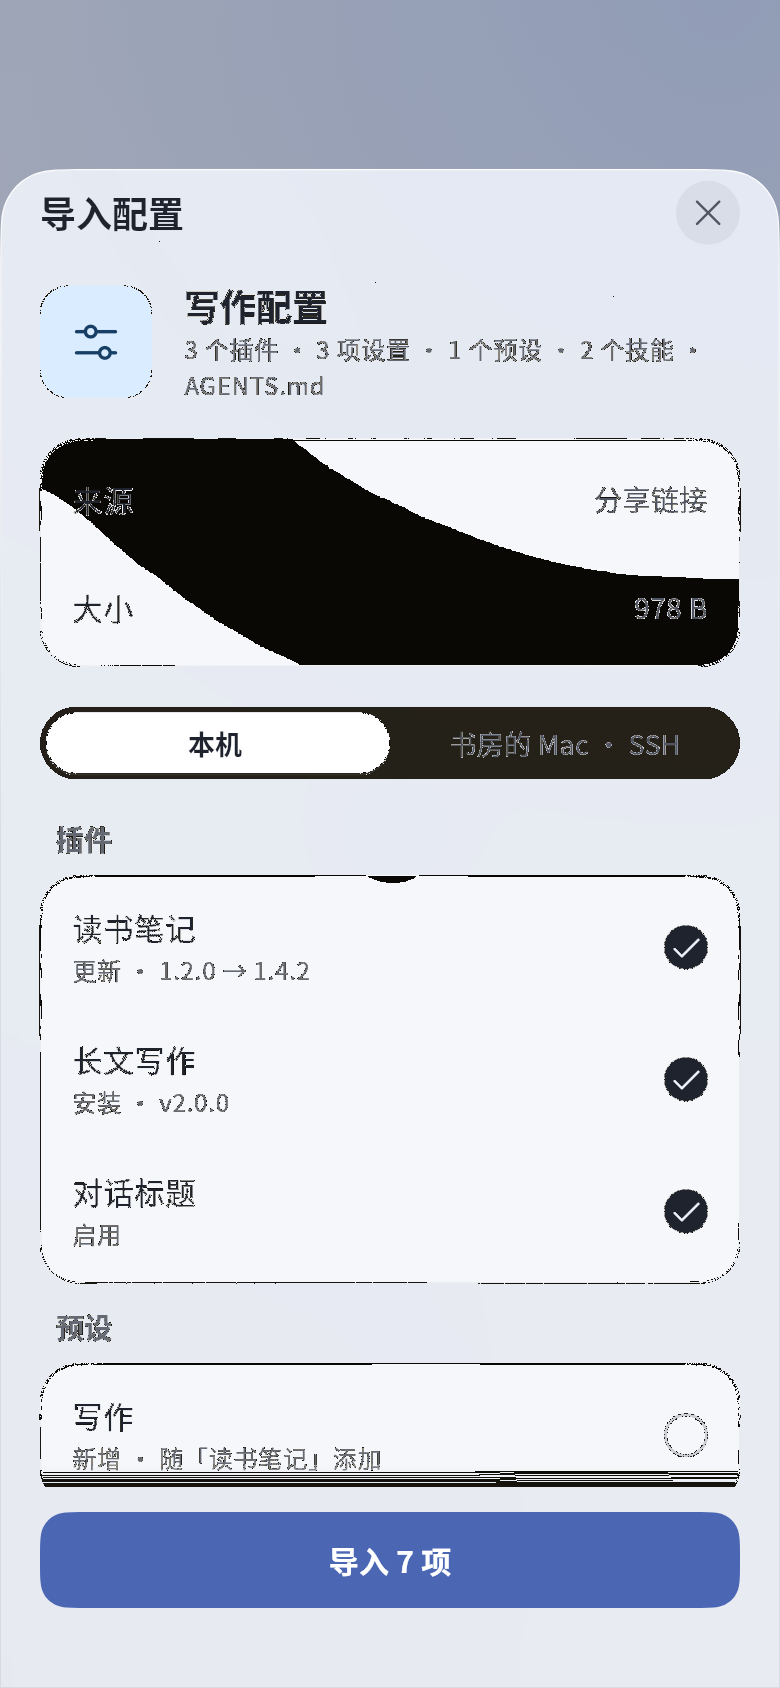 导入配置
写作配置
3 个插件 · 3 项设置 · 1 个预设 · 2 个技能 ·
AGENTS.md
来源 分享链接
大小 978 B
本机 书房的 Mac · SSH
插件
读书笔记
更新 · 1.2.0 → 1.4.2
长文写作
安装 · v2.0.0
对话标题
启用
预设
写作
新增 · 随「读书笔记」添加
导入 7 项